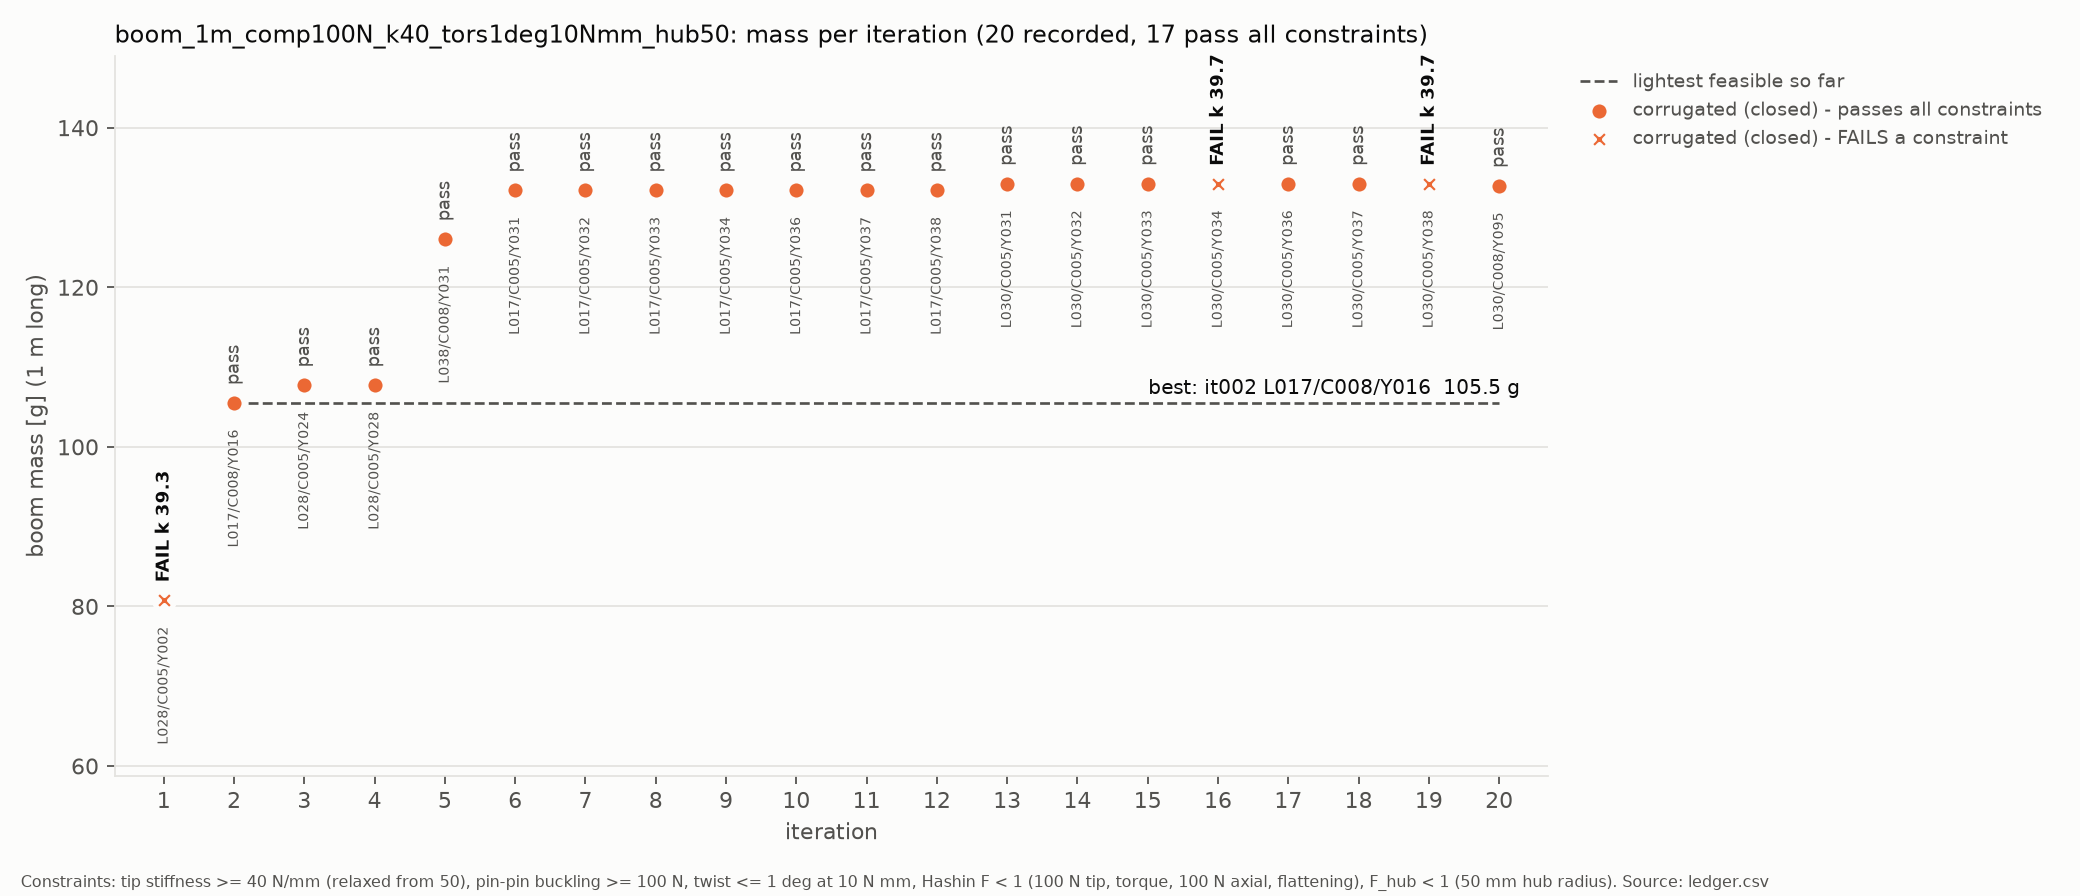 boom_1m_comp100N_k40_tors1deg10Nmm_hub50: mass per iteration (20 recorded, 17 pass all constraints)
lightest feasible so far
corrugated (closed) - passes all constraints
corrugated (closed) - FAILS a constraint
boom mass [g] (1 m long)
140
120
100
80
60
FAIL k 39.3
L028/C005/Y002
pass
L017/C008/Y016
pass
L028/C005/Y024
pass
L028/C005/Y028
pass
L038/C008/Y031
pass
L017/C005/Y031
pass
L017/C005/Y032
pass
L017/C005/Y033
pass
L017/C005/Y034
pass
L017/C005/Y036
pass
L017/C005/Y037
pass
L017/C005/Y038
pass
L030/C005/Y031
pass
L030/C005/Y032
pass
L030/C005/Y033
FAIL k 39.7
L030/C005/Y034
pass
L030/C005/Y036
pass
L030/C005/Y037
FAIL k 39.7
L030/C005/Y038
pass
L030/C008/Y095
best: it002 L017/C008/Y016 105.5 g
1 2 3 4 5 6 7 8 9 10 11 12 13 14 15 16 17 18 19 20
iteration
Constraints: tip stiffness >= 40 N/mm (relaxed from 50), pin-pin buckling >= 100 N, twist <= 1 deg at 10 N mm, Hashin F < 1 (100 N tip, torque, 100 N axial, flattening), F_hub < 1 (50 mm hub radius). Source: ledger.csv